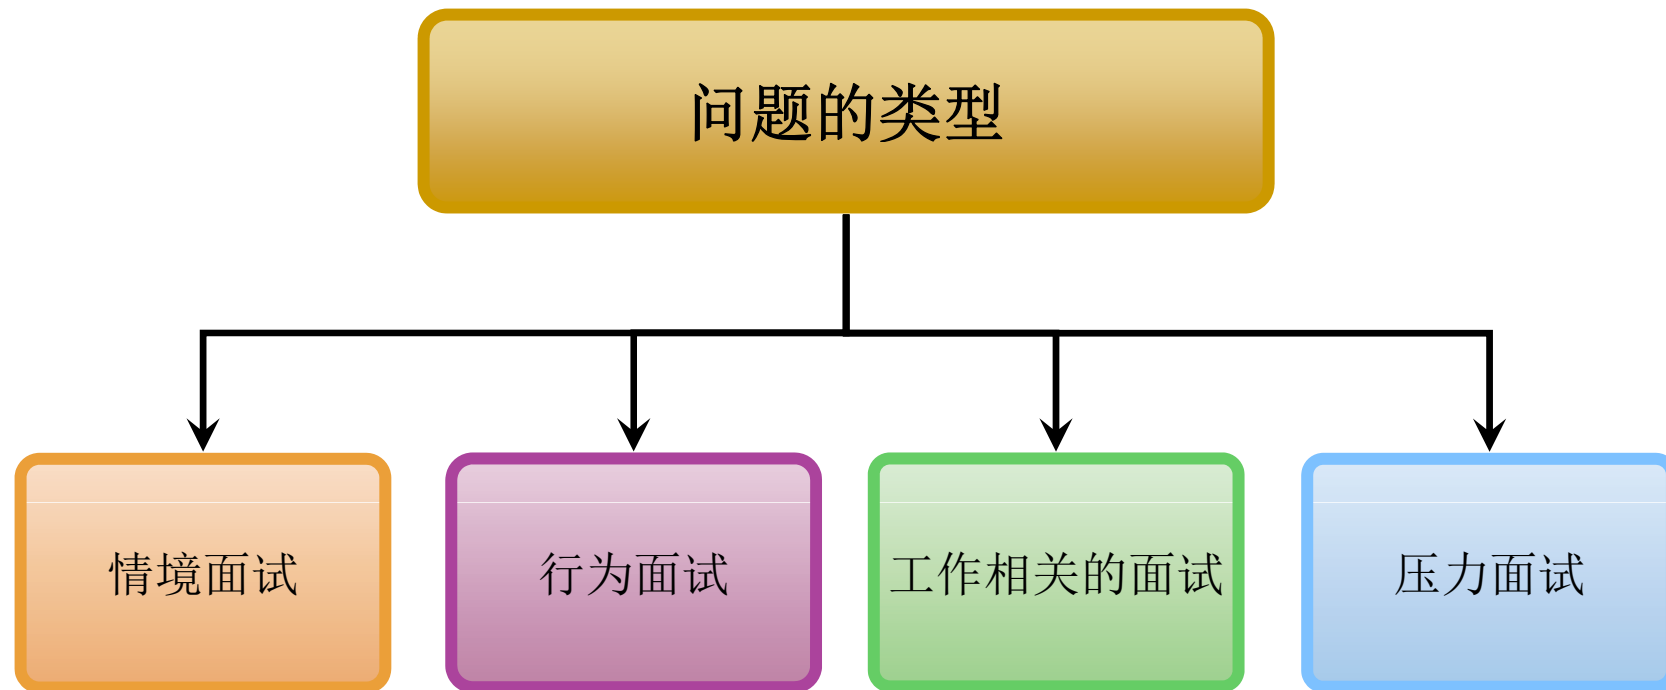 问题的类型
情境面试
行为面试
工作相关的面试
压力面试